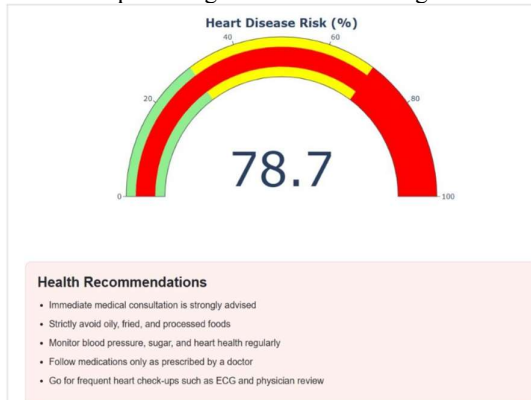 Heart Disease Risk (%)
40
60
20
80
78.7
0
100
Health Recommendations
• Immediate medical consultation is strongly advised
• Strictly avoid oily, fried, and processed foods
• Monitor blood pressure, sugar, and heart health regularly
• Follow medications only as prescribed by a doctor
• Go for frequent heart check-ups such as ECG and physician review